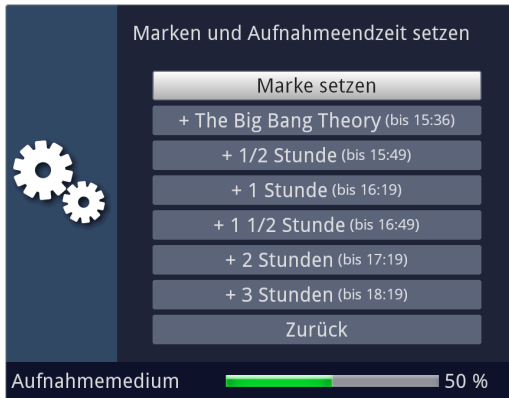 Marken und Aufnahmeendzeit setzen
Marke setzen
+ The Big Bang Theory (bis 15:36)
+ 1/2 Stunde (bis 15:49)
+ 1 Stunde (bis 16:19)
+ 1 1/2 Stunde (bis 16:49)
+ 2 Stunden (bis 17:19)
+ 3 Stunden (bis 18:19)
Zurück
Aufnahmemedium 50 %